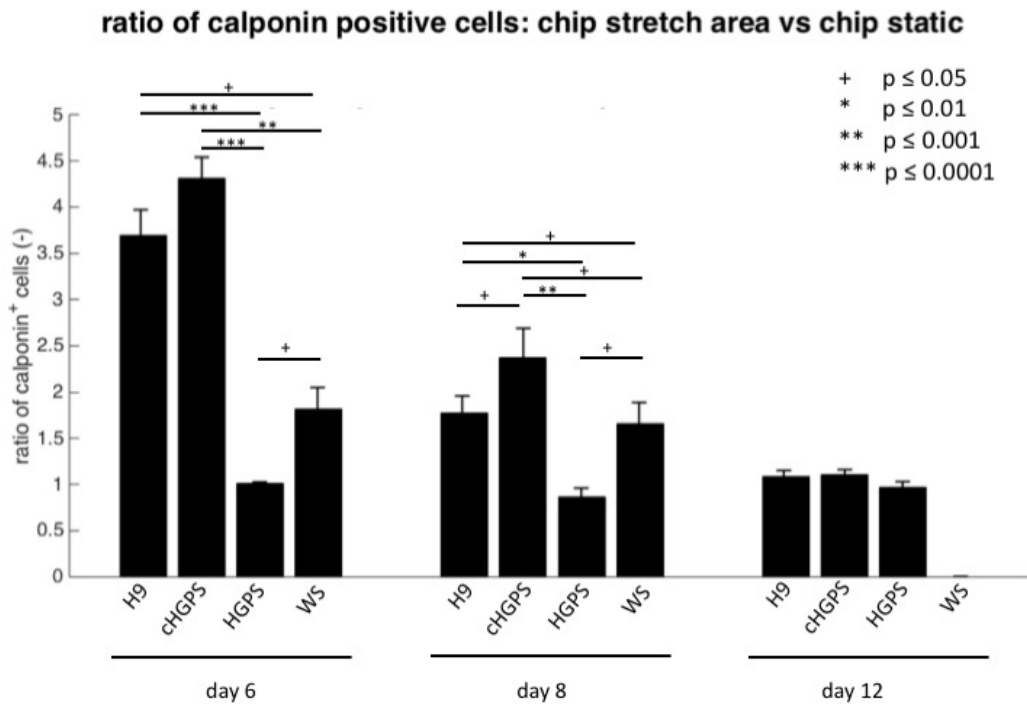 ratio of calponin positive cells: chip stretch area vs chip static
+ p ≤ 0.05
* p ≤ 0.01
** p ≤ 0.001
*** p ≤ 0.0001
ratio of calponin⁺ cells (-)
5
4.5
4
3.5
3
2.5
2
1.5
1
0.5
0
+
***
**
***
+
+
*
+
+
**
+
H9 cHGPS HGPS WS
H9 cHGPS HGPS WS
H9 cHGPS HGPS WS
day 6 day 8 day 12